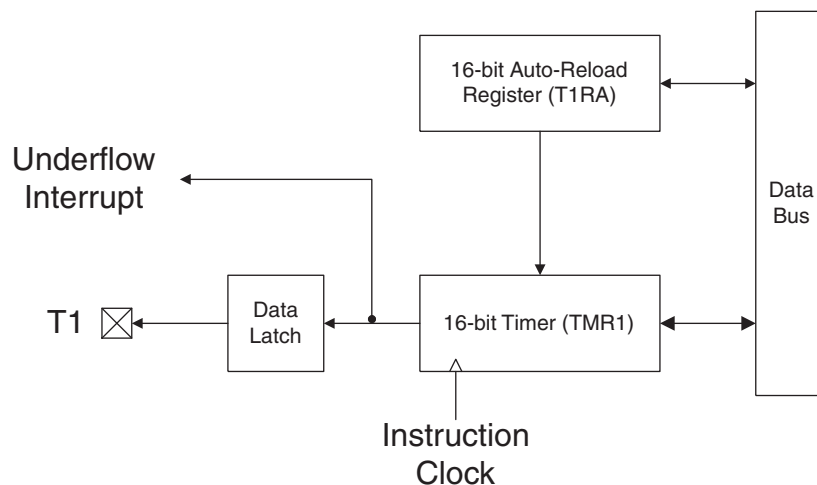 16-bit Auto-Reload
Register (T1RA)
Underflow
Interrupt
Data
Bus
T1
Data
Latch
16-bit Timer (TMR1)
Instruction
Clock